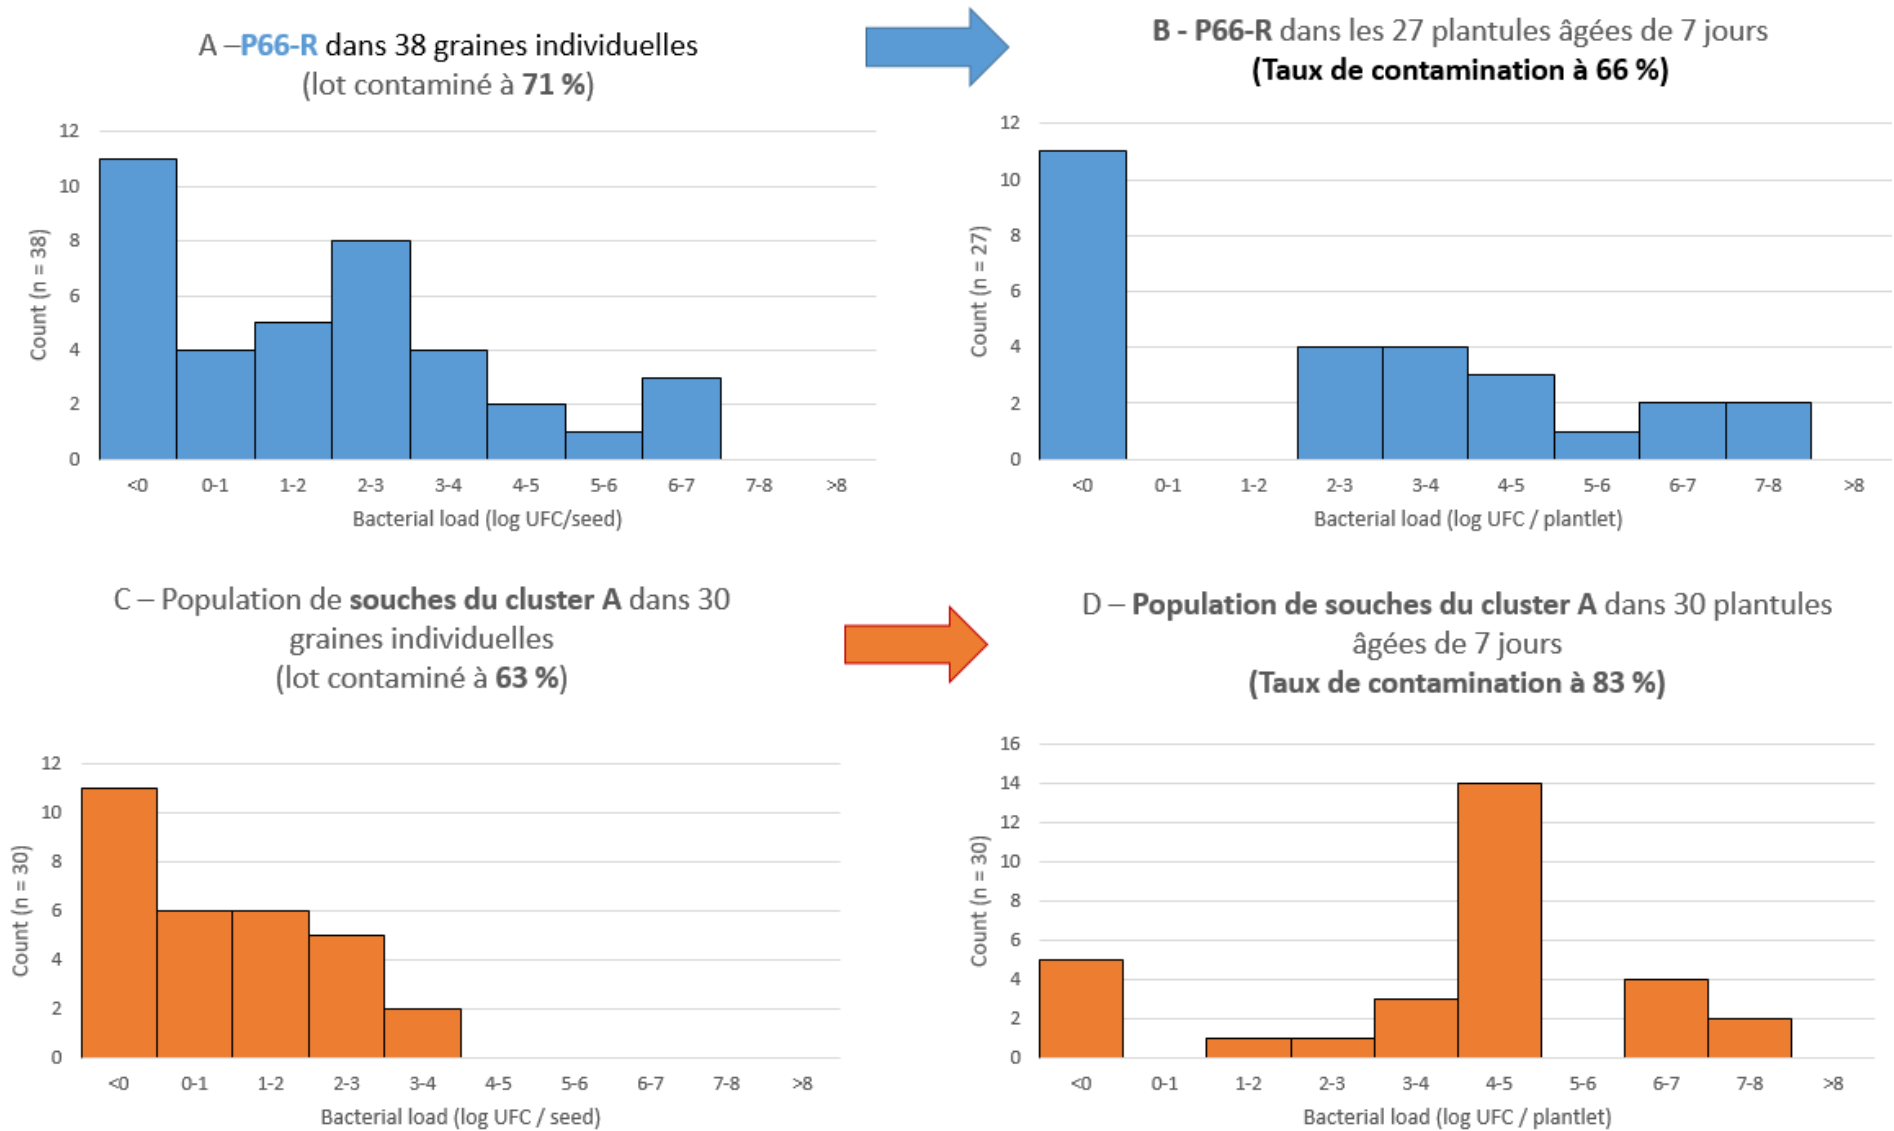 A –P66-R dans 38 graines individuelles
(lot contaminé à 71 %)
12
10
8
6
4
2
0
Count (n = 38)
<0 0-1 1-2 2-3 3-4 4-5 5-6 6-7 7-8 >8
Bacterial load (log UFC/seed)
B - P66-R dans les 27 plantules âgées de 7 jours
(Taux de contamination à 66 %)
12
10
8
6
4
2
0
Count (n = 27)
<0 0-1 1-2 2-3 3-4 4-5 5-6 6-7 7-8 >8
Bacterial load (log UFC / plantlet)
C – Population de souches du cluster A dans 30
graines individuelles
(lot contaminé à 63 %)
12
10
8
6
4
2
0
Count (n = 30)
<0 0-1 1-2 2-3 3-4 4-5 5-6 6-7 7-8 >8
Bacterial load (log UFC / seed)
D – Population de souches du cluster A dans 30 plantules
âgées de 7 jours
(Taux de contamination à 83 %)
16
14
12
10
8
6
4
2
0
Count (n = 30)
<0 0-1 1-2 2-3 3-4 4-5 5-6 6-7 7-8 >8
Bacterial load (log UFC / plantlet)